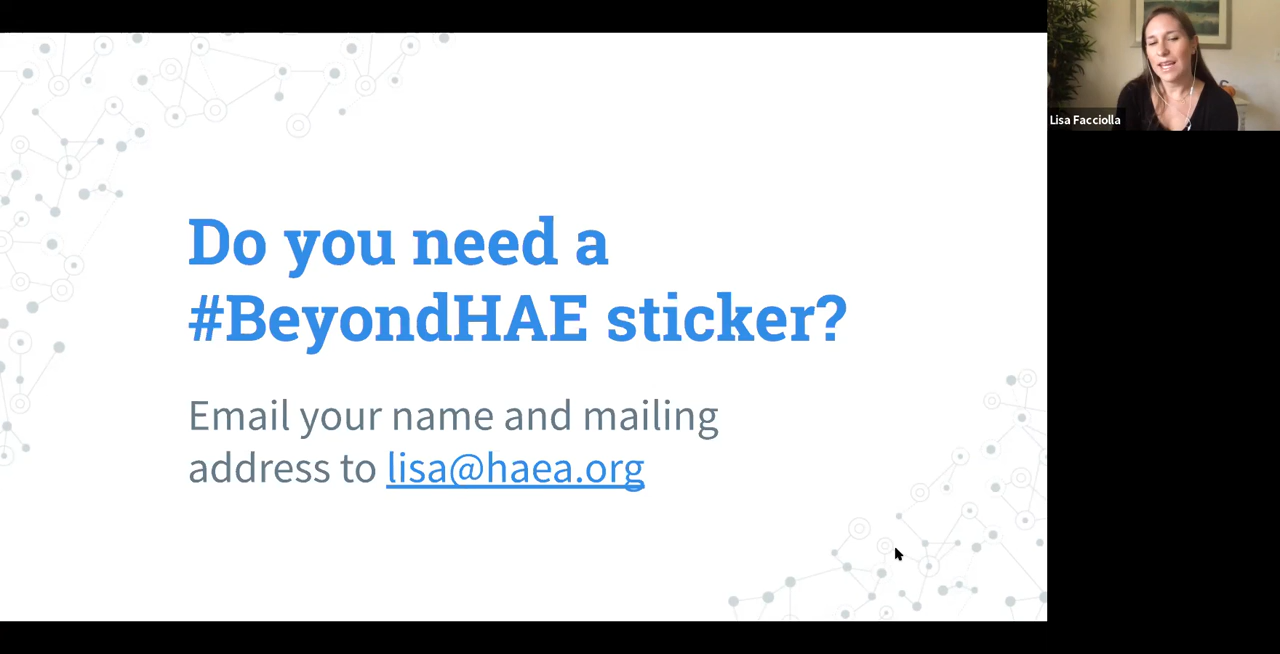 Do you need a
#BeyondHAE sticker?
Email your name and mailing
address to lisa@haea.org
Lisa Facciolla